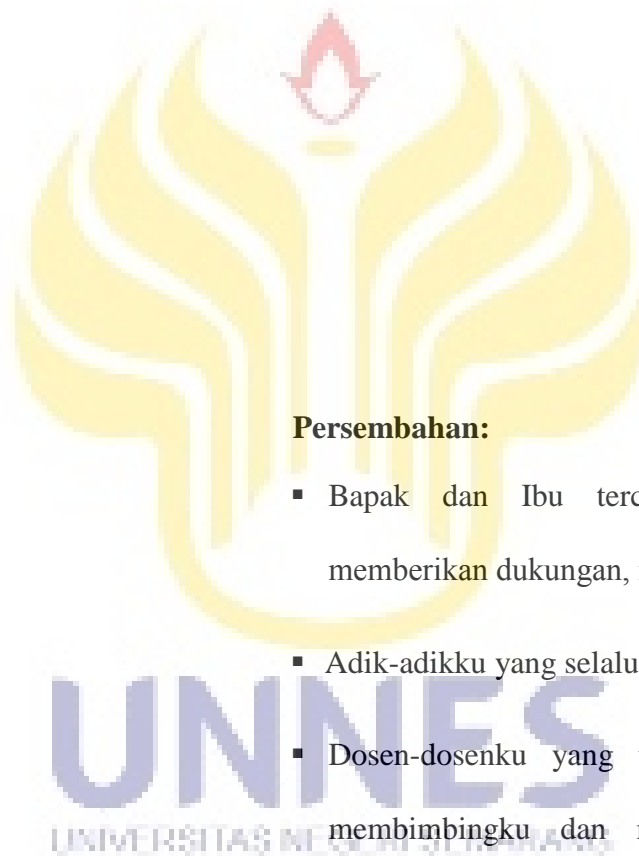 Persembahan:
▪ Bapak dan Ibu
memberikan dukungan,
▪ Adik-adikku yang selalu
▪ Dosen-dosenku yang
membimbingku dan
UNNES
UNIVERSITAS NEGERI SEMARANG